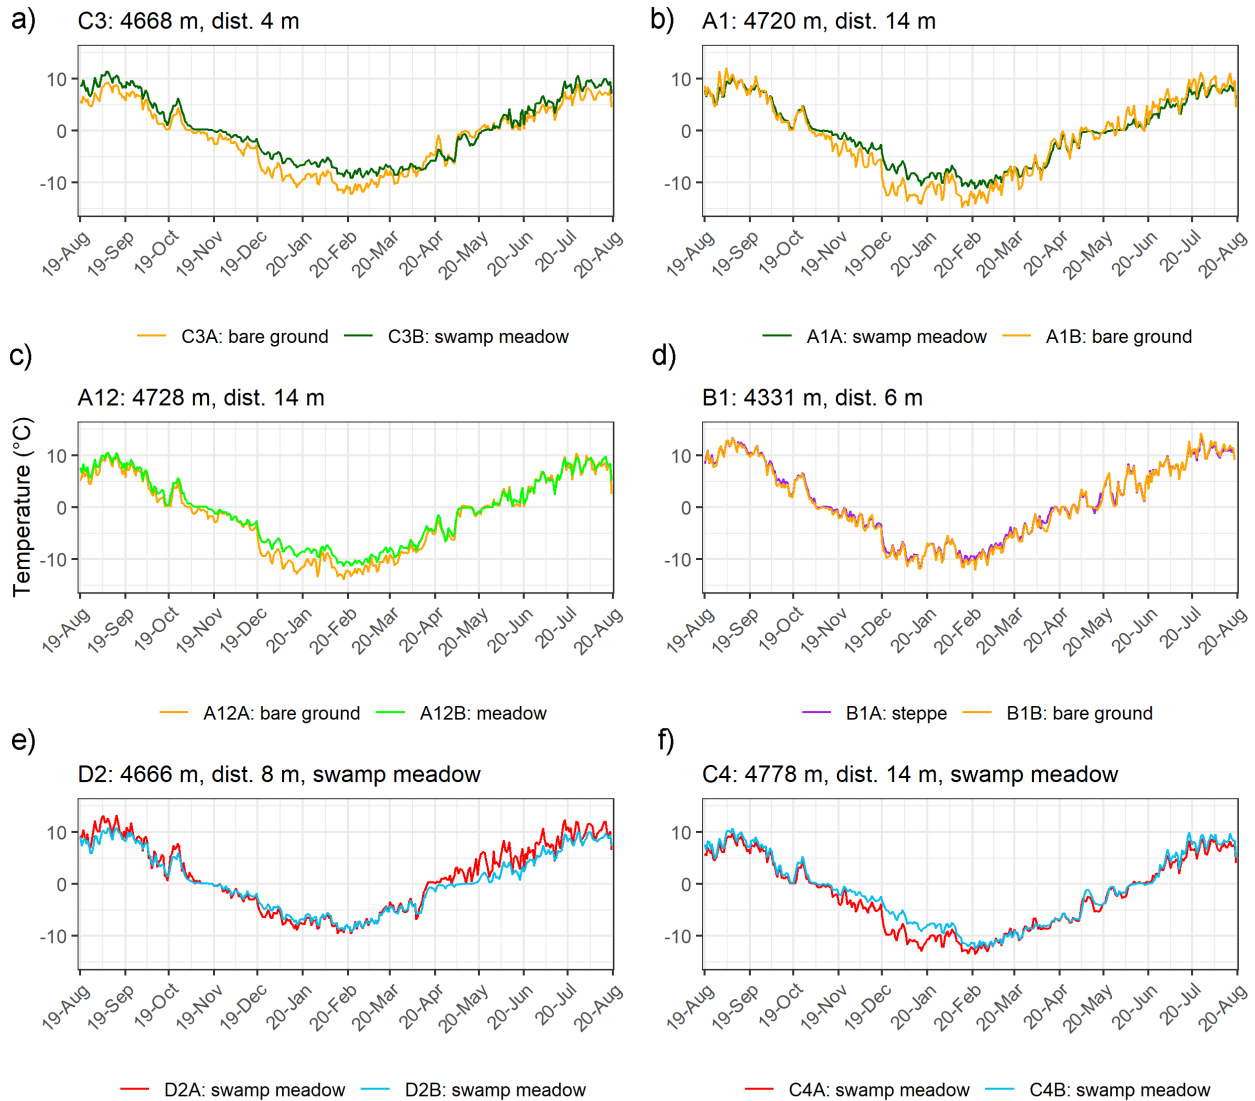 a) C3: 4668 m, dist. 4 m
10
0
-10
19-Aug 19-Sep 19-Oct 19-Nov 19-Dec 20-Jan 20-Feb 20-Mar 20-Apr 20-May 20-Jun 20-Jul 20-Aug
C3A: bare ground C3B: swamp meadow
b) A1: 4720 m, dist. 14 m
10
0
-10
19-Aug 19-Sep 19-Oct 19-Nov 19-Dec 20-Jan 20-Feb 20-Mar 20-Apr 20-May 20-Jun 20-Jul 20-Aug
A1A: swamp meadow A1B: bare ground
c)
A12: 4728 m, dist. 14 m
Temperature (°C)
10
0
-10
19-Aug 19-Sep 19-Oct 19-Nov 19-Dec 20-Jan 20-Feb 20-Mar 20-Apr 20-May 20-Jun 20-Jul 20-Aug
A12A: bare ground A12B: meadow
d)
B1: 4331 m, dist. 6 m
10
0
-10
19-Aug 19-Sep 19-Oct 19-Nov 19-Dec 20-Jan 20-Feb 20-Mar 20-Apr 20-May 20-Jun 20-Jul 20-Aug
B1A: steppe B1B: bare ground
e)
D2: 4666 m, dist. 8 m, swamp meadow
10
0
-10
19-Aug 19-Sep 19-Oct 19-Nov 19-Dec 20-Jan 20-Feb 20-Mar 20-Apr 20-May 20-Jun 20-Jul 20-Aug
D2A: swamp meadow D2B: swamp meadow
f)
C4: 4778 m, dist. 14 m, swamp meadow
10
0
-10
19-Aug 19-Sep 19-Oct 19-Nov 19-Dec 20-Jan 20-Feb 20-Mar 20-Apr 20-May 20-Jun 20-Jul 20-Aug
C4A: swamp meadow C4B: swamp meadow